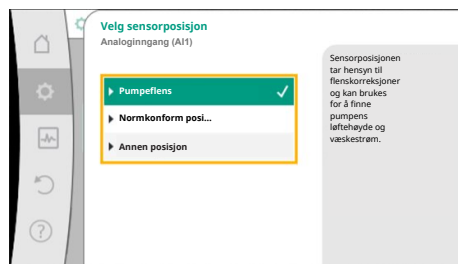 Velg sensorposisjon
Analoginngang (AI1)
Pumpeflens
Normkonform posi...
Annen posisjon
Sensorposisjonen
tar hensyn til
flenskorreksjoner
og kan brukes
for å finne
pumpens
løftehøyde og
væskestrøm.